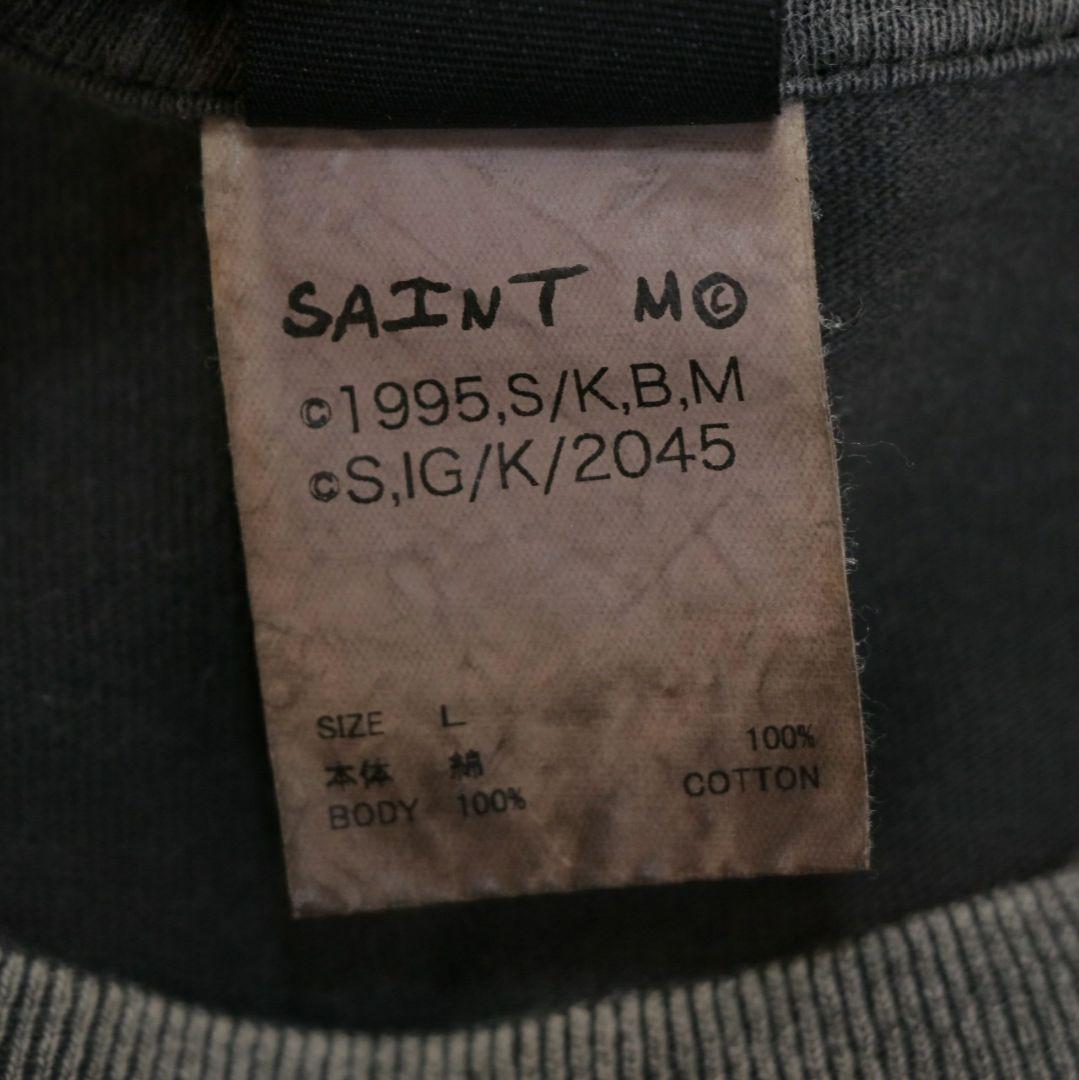 SAINT M©
©1995,S/K,B,M
©S,IG/K/2045
SIZE L
本体 綿
BODY 100%
100%
COTTON